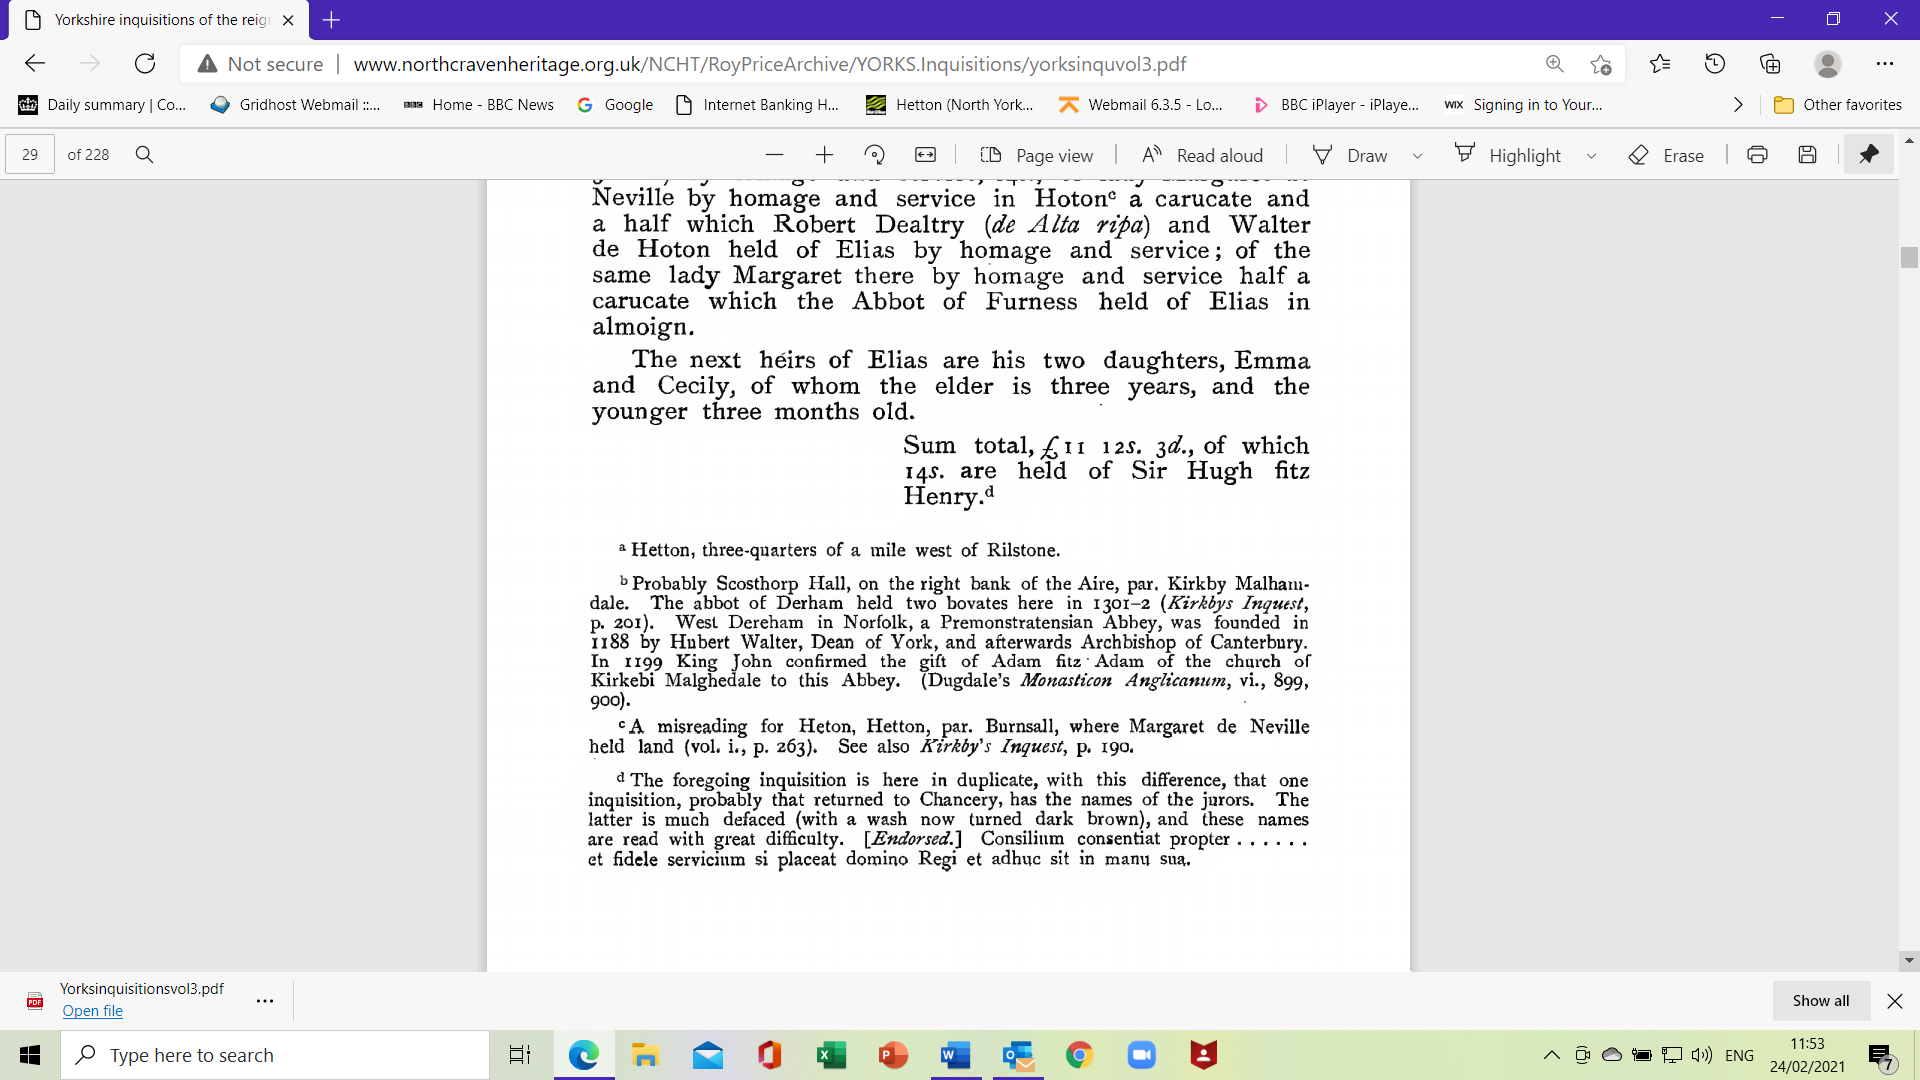 Yorkshire inquisitions of the reig
Not secure | www.northcravenheritage.org.uk/NCHT/RoyPriceArchive/YORKS.Inquisitions/yorksinquvol3.pdf
Daily summary | Co... Gridhost Webmail ::... BBC Home - BBC News Google Internet Banking H... Hetton (North York... Webmail 6.3.5 - Lo... BBC iPlayer - iPlaye... WIX Signing in to Your... Other favorites
29 of 228 Page view Read aloud Draw Highlight Erase
Neville by homage and service in Hotonᶜ a carucate and
a half which Robert Dealtry (de Alta ripa) and Walter
de Hoton held of Elias by homage and service; of the
same lady Margaret there by homage and service half a
carucate which the Abbot of Furness held of Elias in
almoign.
The next heirs of Elias are his two daughters, Emma
and Cecily, of whom the elder is three years, and the
younger three months old.
Sum total, £11 12s. 3d., of which
14s. are held of Sir Hugh fitz
Henry.ᵈ
ᵃ Hetton, three-quarters of a mile west of Rilstone.
ᵇ Probably Scosthorp Hall, on the right bank of the Aire, par. Kirkby Malham-
dale. The abbot of Derham held two bovates here in 1301-2 (Kirkbys Inquest,
p. 201). West Dereham in Norfolk, a Premonstratensian Abbey, was founded in
1188 by Hubert Walter, Dean of York, and afterwards Archbishop of Canterbury.
In 1199 King John confirmed the gift of Adam fitz Adam of the church of
Kirkebi Malghedale to this Abbey. (Dugdale's Monasticon Anglicanum, vi., 899,
900).
ᶜ A misreading for Heton, Hetton, par. Burnsall, where Margaret de Neville
held land (vol. i., p. 263). See also Kirkby's Inquest, p. 190.
ᵈ The foregoing inquisition is here in duplicate, with this difference, that one
inquisition, probably that returned to Chancery, has the names of the jurors. The
latter is much defaced (with a wash now turned dark brown), and these names
are read with great difficulty. [Endorsed.] Consilium consentiat propter ......
et fidele servicium si placeat domino Regi et adhuc sit in manu sua.
Yorksinquisitionsvol3.pdf
Open file
Show all
Type here to search
ENG
11:53
24/02/2021
7